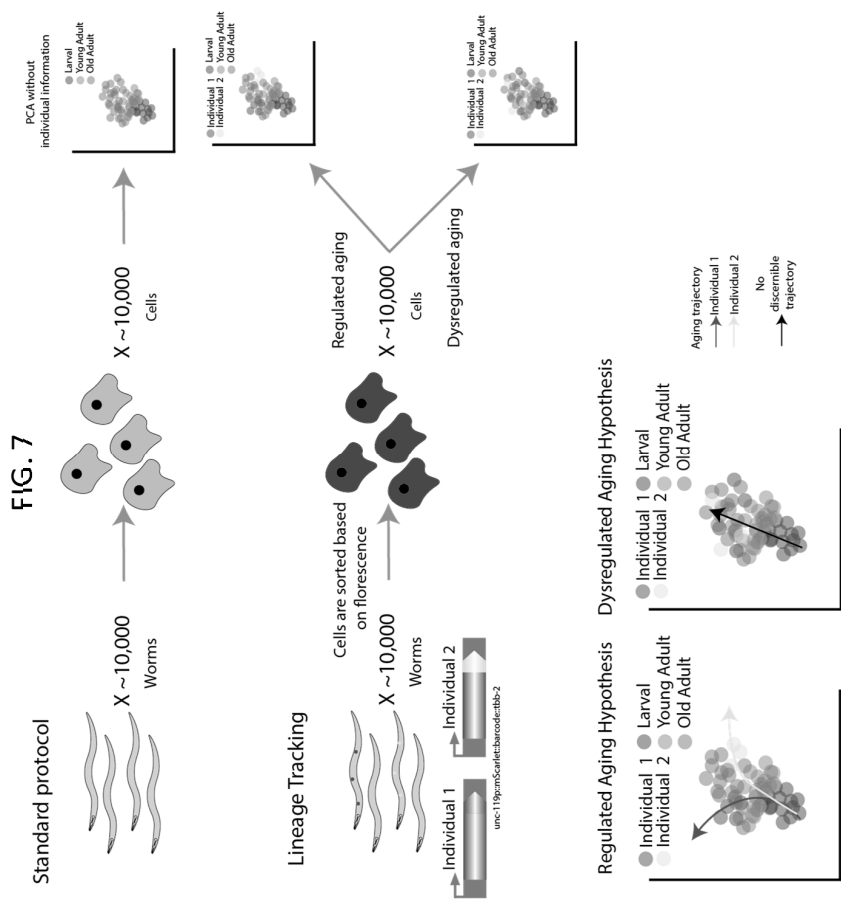 FIG. 7
Standard protocol
X ~10,000
Worms
X ~10,000
Cells
PCA without
individual information
Larval
Young Adult
Old Adult
Lineage Tracking
X ~10,000
Worms
Cells are sorted based
on florescence
X ~10,000
Cells
Regulated aging
Dysregulated aging
Individual 1
Individual 2
Larval
Young Adult
Old Adult
Individual 1
Individual 2
Larval
Young Adult
Old Adult
Individual 1
Individual 2
unc-119p::mScarlet::barcode::tbb-2
Regulated Aging Hypothesis
Individual 1
Individual 2
Larval
Young Adult
Old Adult
Dysregulated Aging Hypothesis
Individual 1
Individual 2
Larval
Young Adult
Old Adult
Aging trajectory
Individual 1
Individual 2
No
discernible
trajectory